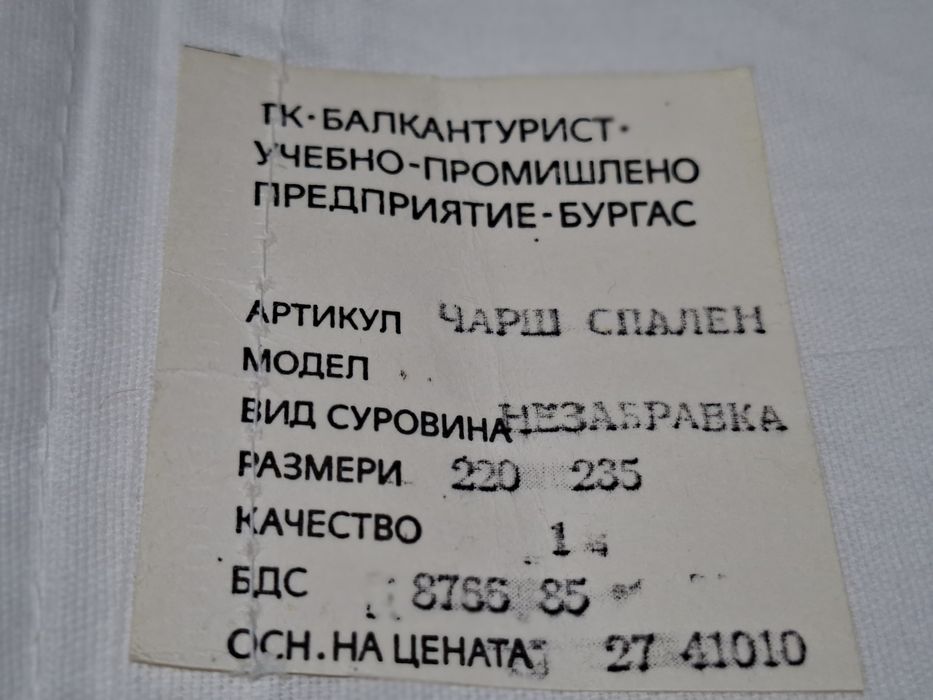 ТК·БАЛКАНТУРИСТ·
УЧЕБНО-ПРОМИШЛЕНО
ПРЕДПРИЯТИЕ-БУРГАС
АРТИКУЛ ЧАРШ СПАЛЕН
МОДЕЛ
ВИД СУРОВИНА НЕЗАБРАВКА
РАЗМЕРИ 220 235
КАЧЕСТВО 1
БДС 8766 85
ОСН.НА ЦЕНАТА 27 41010